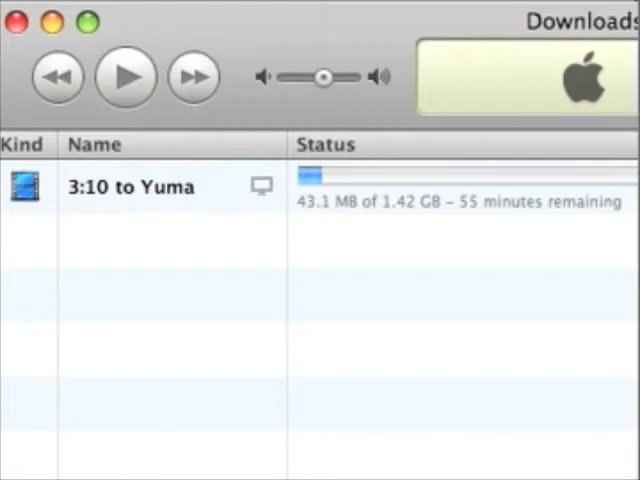 Downloads
Kind Name Status
3:10 to Yuma
43.1 MB of 1.42 GB – 55 minutes remaining